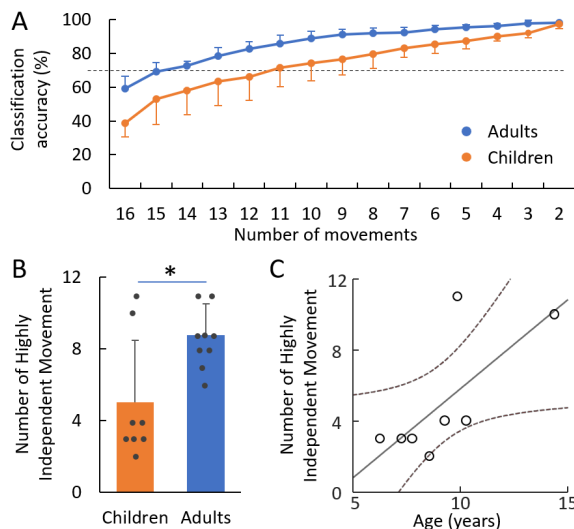 A
Classification
accuracy (%)
100
80
60
40
20
0
Adults
Children
16 15 14 13 12 11 10 9 8 7 6 5 4 3 2
Number of movements
B
Number of Highly
Independent Movement
12
8
4
0
*
Children Adults
C
Number of Highly
Independent Movement
12
8
4
0
5 10 15
Age (years)